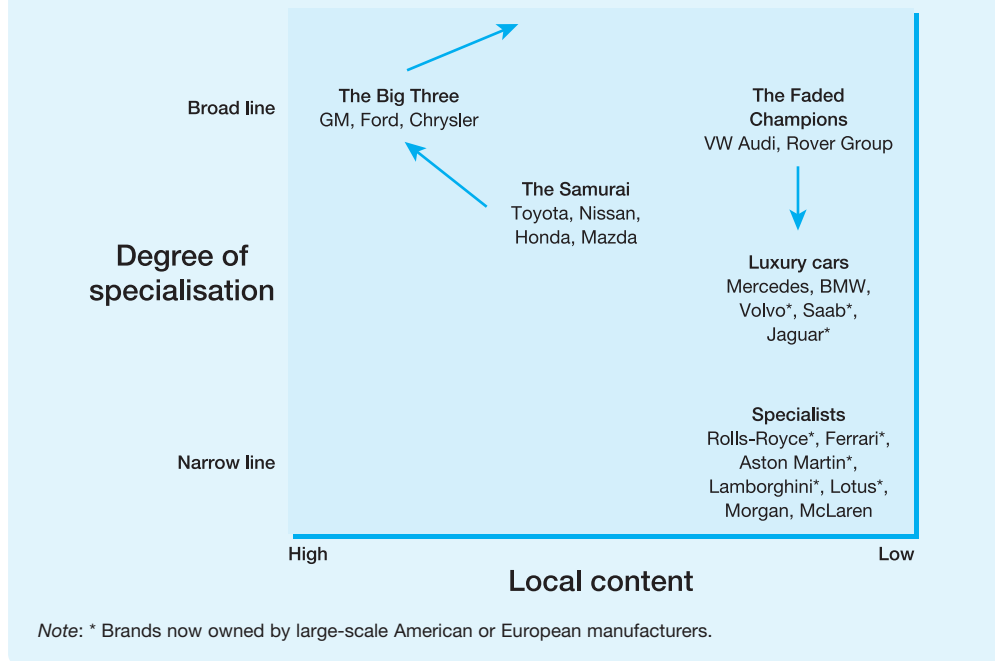 Broad line
The Big Three
GM, Ford, Chrysler
The Faded
Champions
VW Audi, Rover Group
The Samurai
Toyota, Nissan,
Honda, Mazda
Degree of
specialisation
Luxury cars
Mercedes, BMW,
Volvo*, Saab*,
Jaguar*
Narrow line
Specialists
Rolls-Royce*, Ferrari*,
Aston Martin*,
Lamborghini*, Lotus*,
Morgan, McLaren
High
Low
Local content
Note: * Brands now owned by large-scale American or European manufacturers.